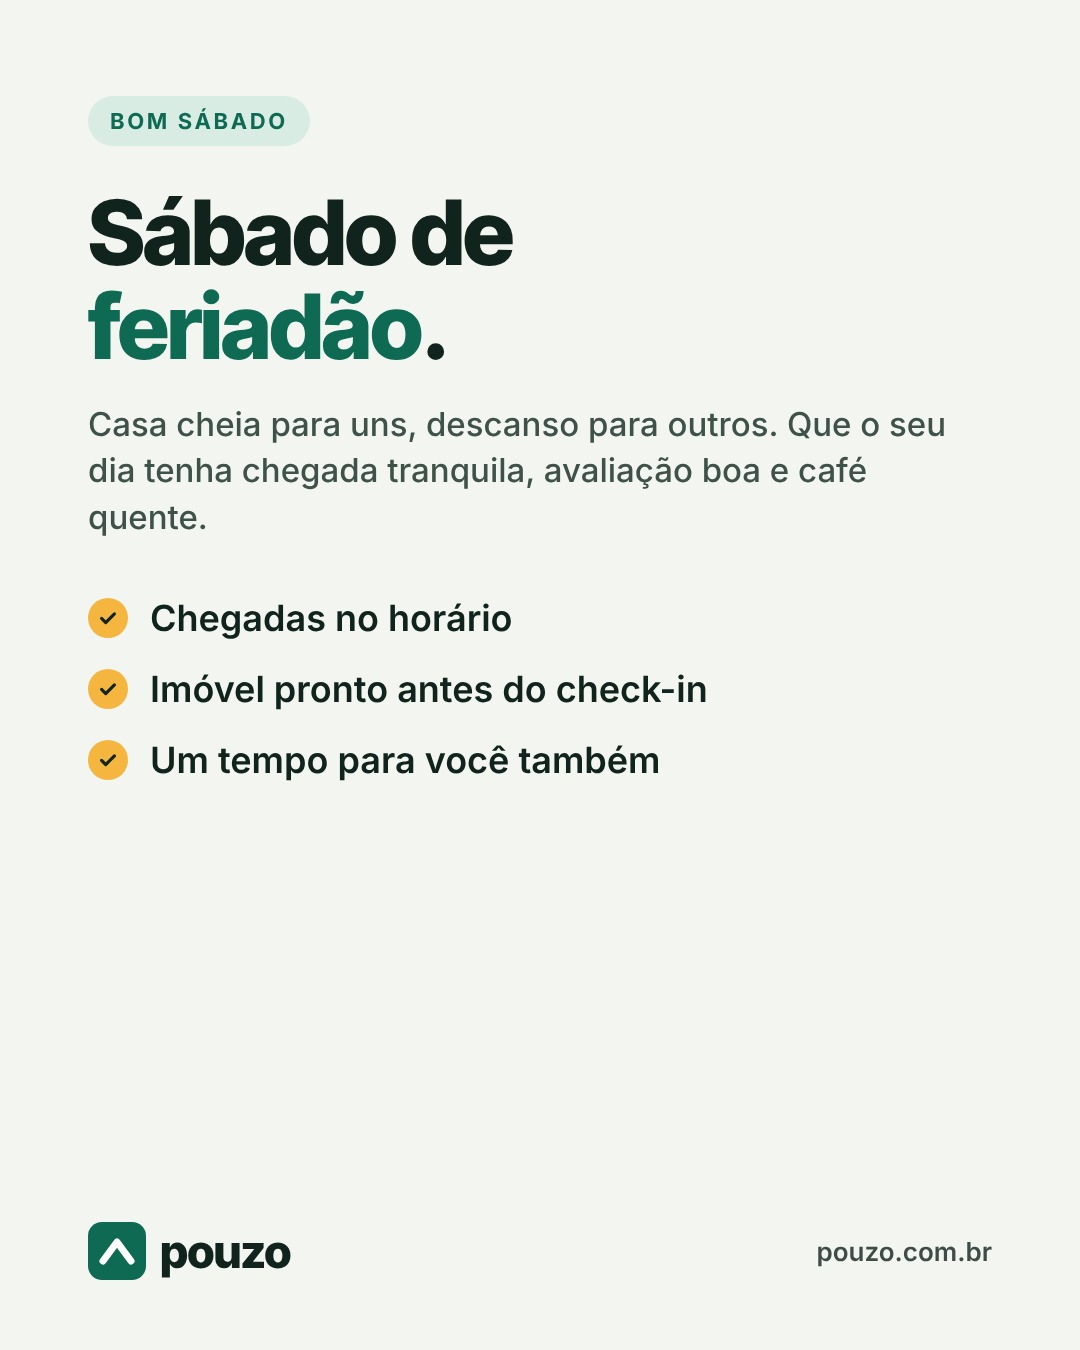 BOM SÁBADO
Sábado de
feriadão.
Casa cheia para uns, descanso para outros. Que o seu
dia tenha chegada tranquila, avaliação boa e café
quente.
Chegadas no horário
Imóvel pronto antes do check-in
Um tempo para você também
pouzo
pouzo.com.br